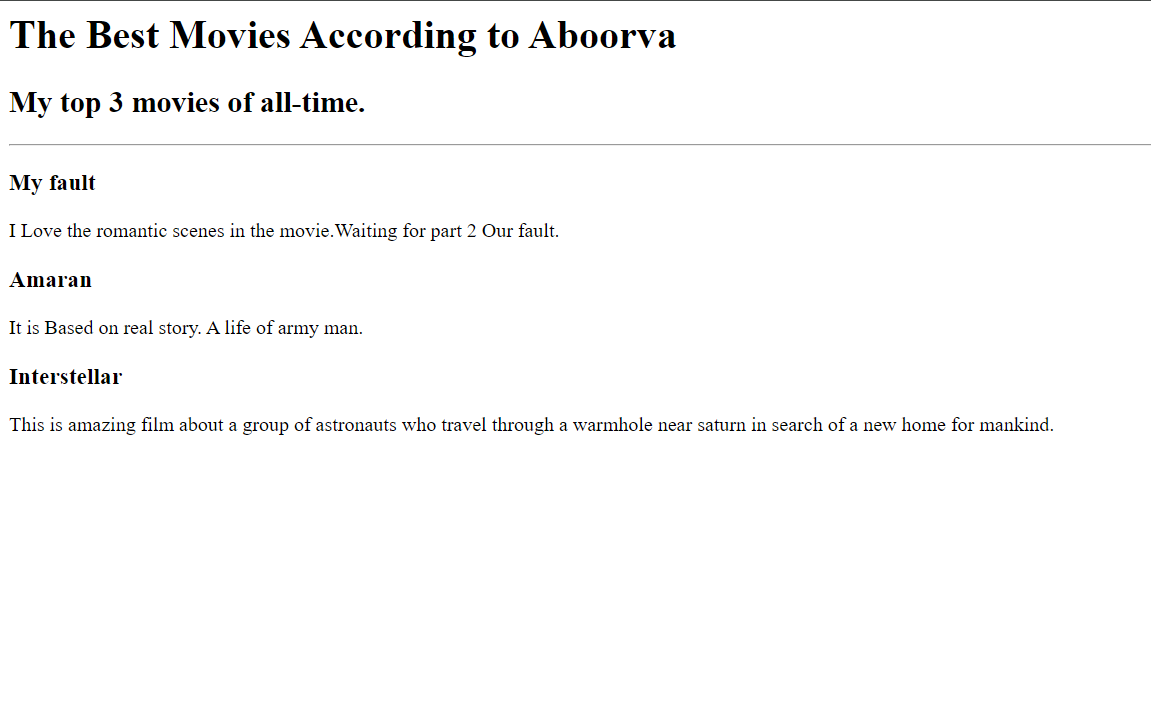 The Best Movies According to Aboorva
My top 3 movies of all-time.
My fault
I Love the romantic scenes in the movie.Waiting for part 2 Our fault.
Amaran
It is Based on real story. A life of army man.
Interstellar
This is amazing film about a group of astronauts who travel through a warmhole near saturn in search of a new home for mankind.